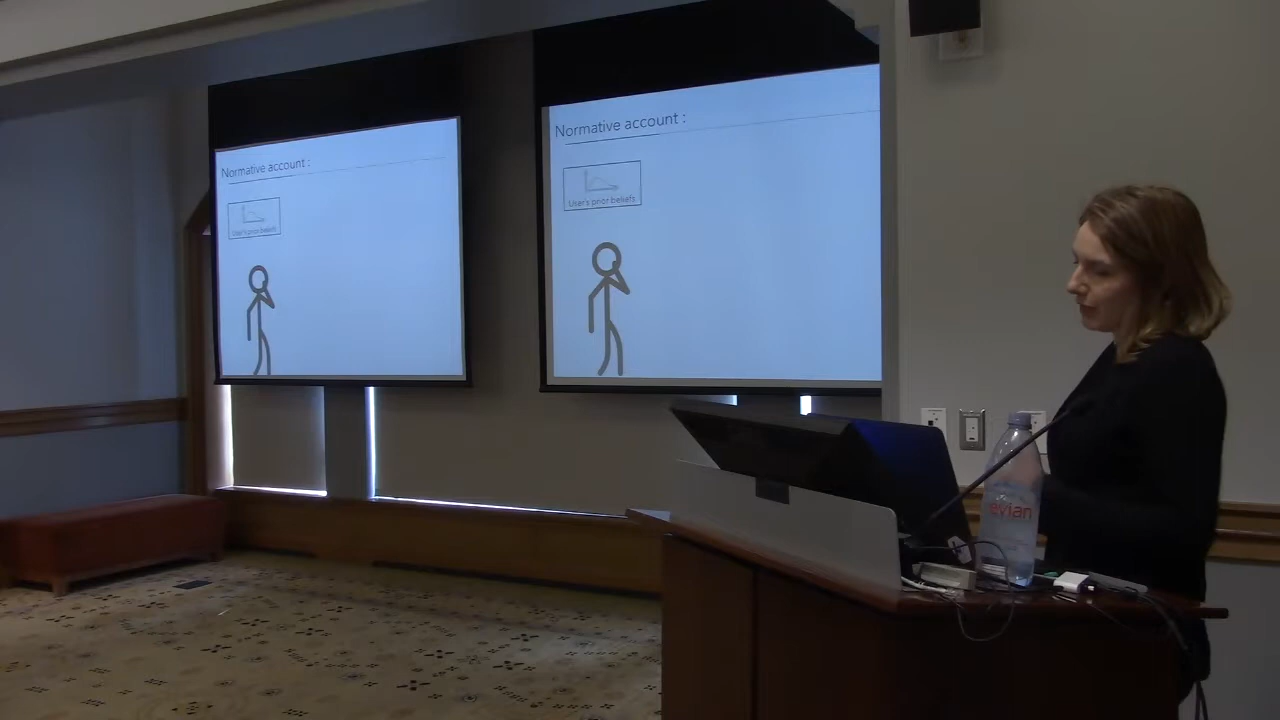 Normative account :
User's prior beliefs
Normative account :
User's prior beliefs
evian